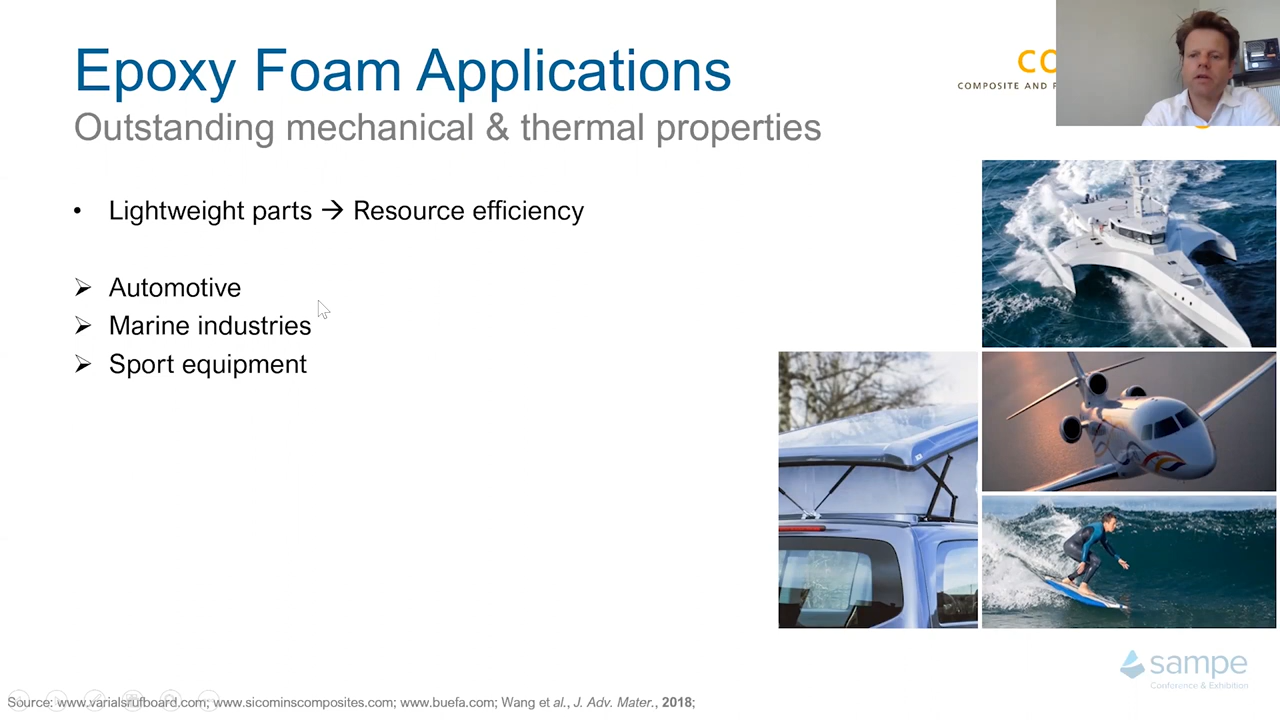 Epoxy Foam Applications
Outstanding mechanical & thermal properties
CO
COMPOSITE AND
• Lightweight parts → Resource efficiency
➢ Automotive
➢ Marine industries
➢ Sport equipment
sampe
Conference & Exhibition
Source: www.varialsrufboard.com; www.sicominscomposites.com; www.buefa.com; Wang et al., J. Adv. Mater., 2018;